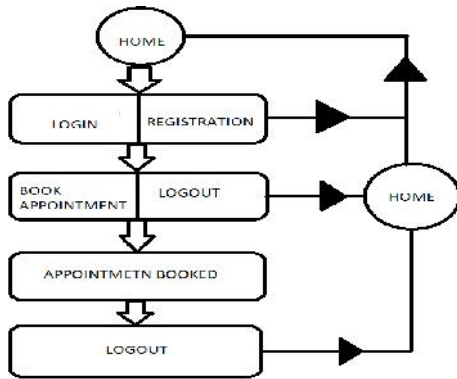 HOME
LOGIN
REGISTRATION
BOOK
APPOINTMENT
LOGOUT
HOME
APPOINTMETN BOOKED
LOGOUT